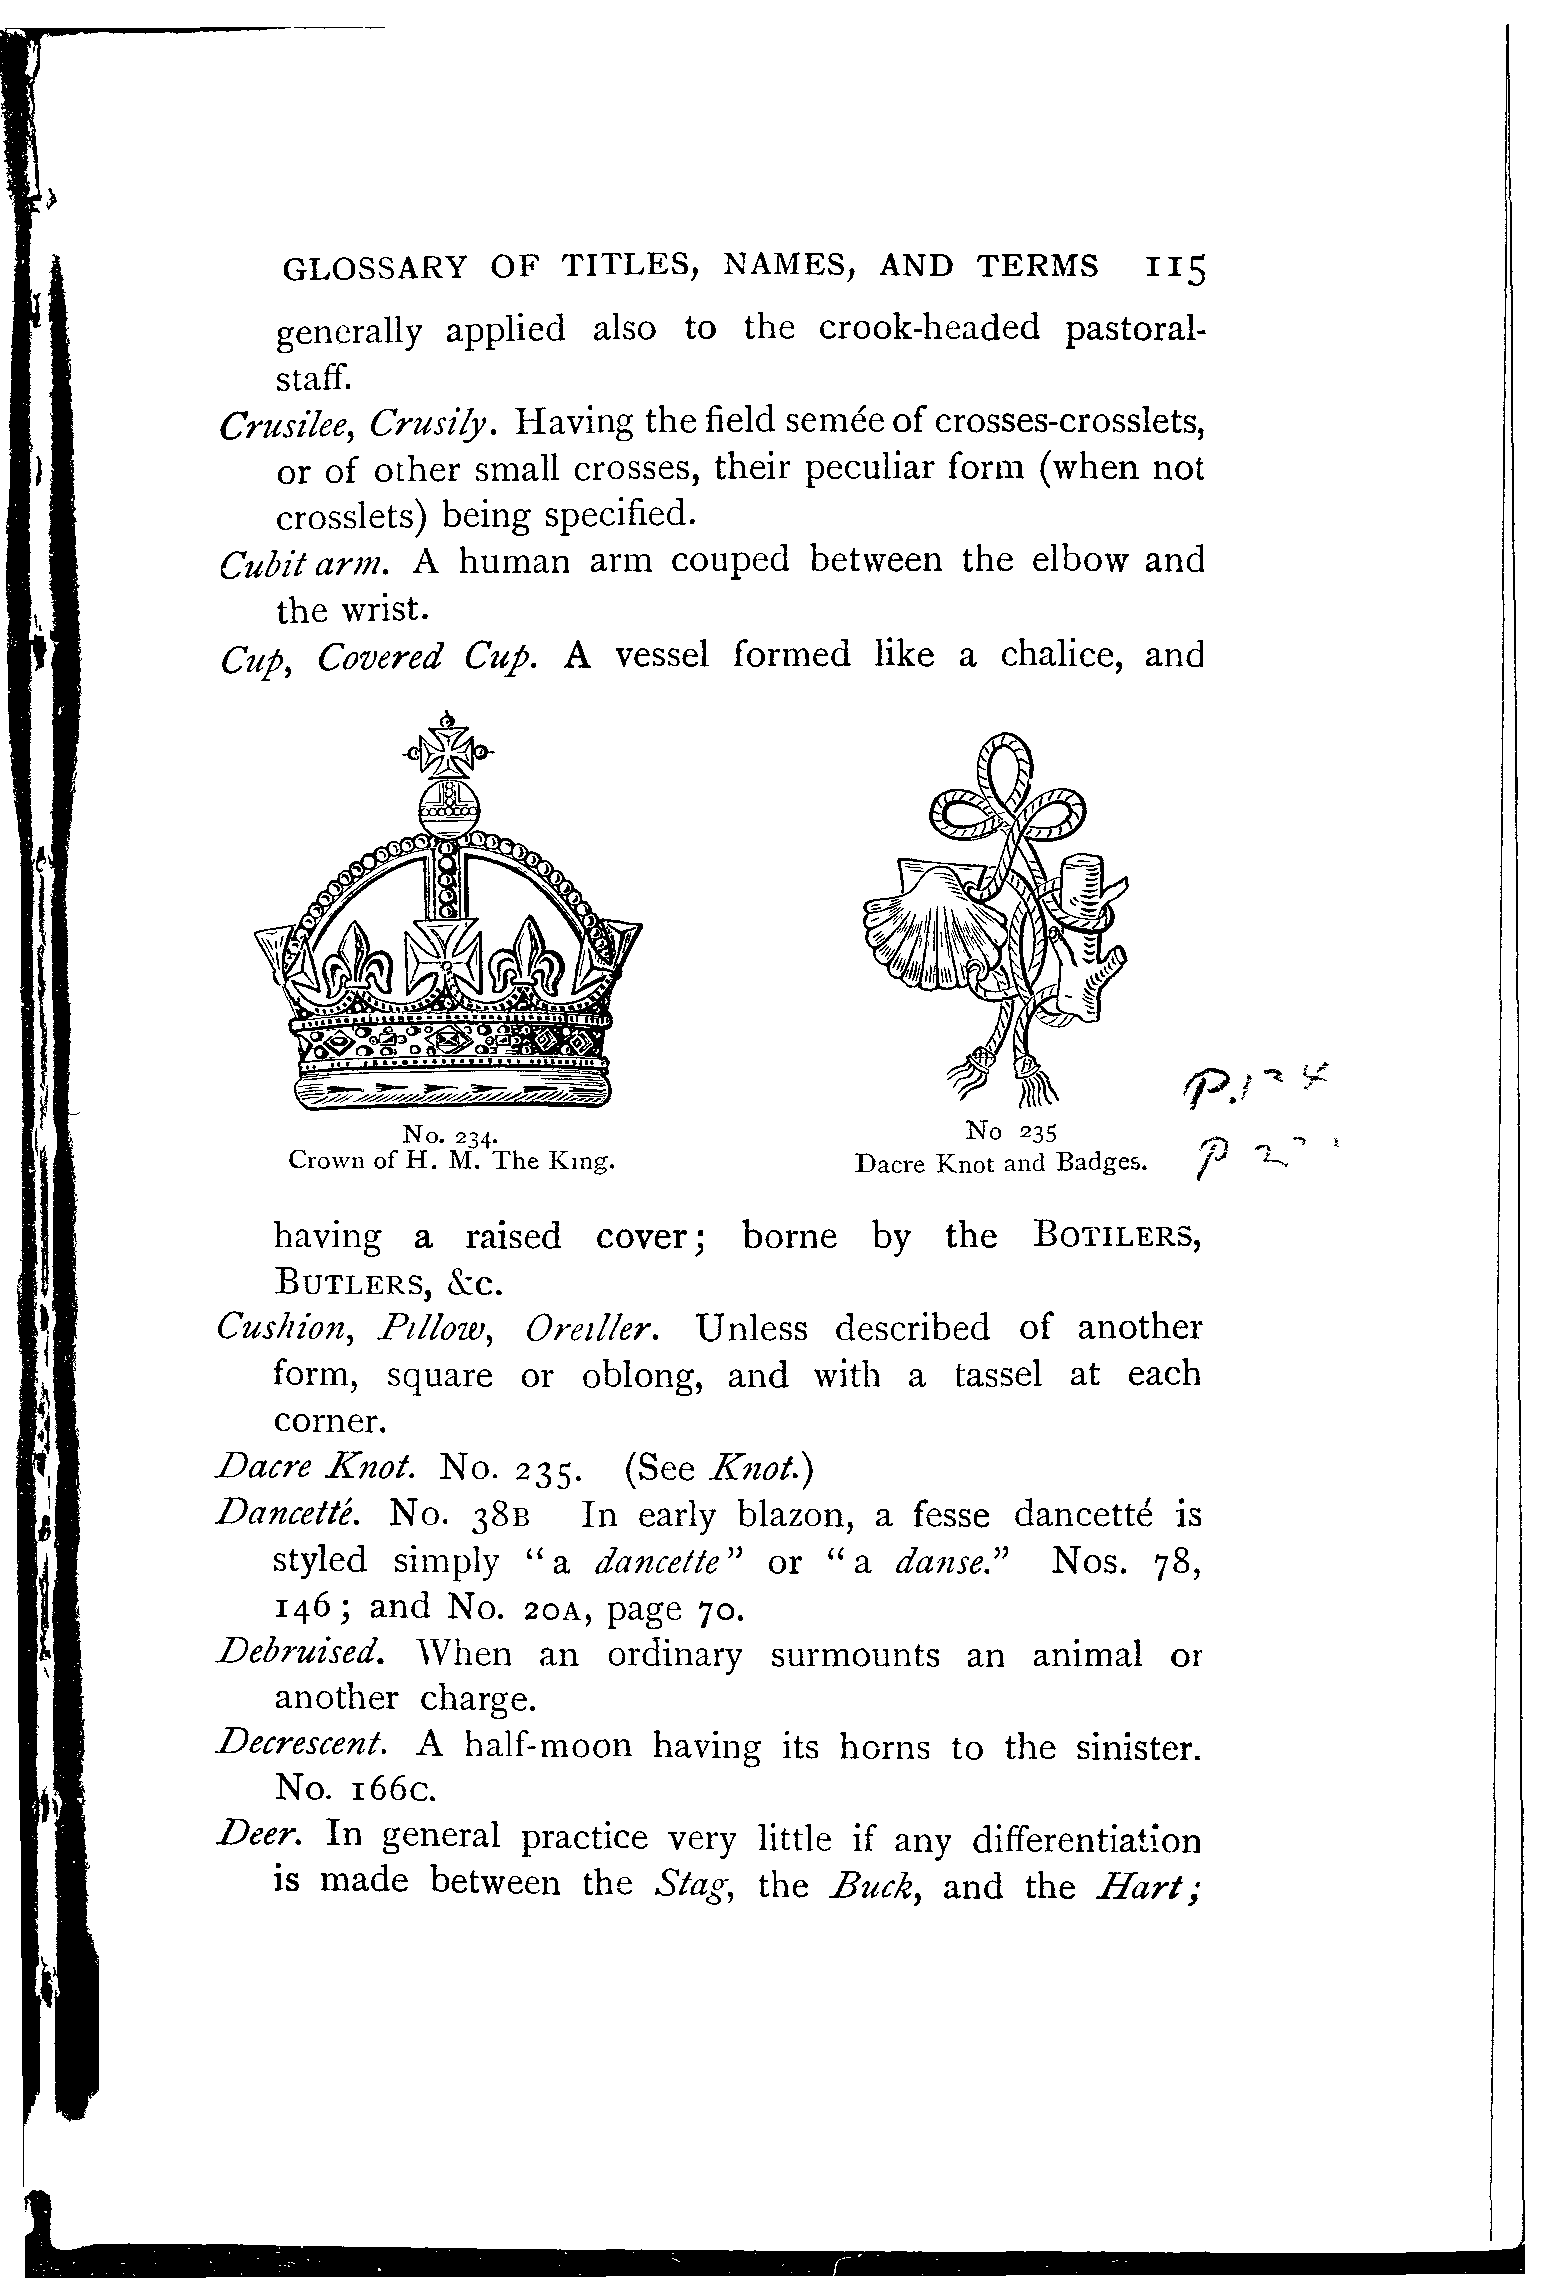 GLOSSARY OF TITLES, NAMES, AND TERMS 115
generally applied also to the crook-headed pastoral-
staff.
Crusilee, Crusily. Having the field semée of crosses-crosslets,
or of other small crosses, their peculiar form (when not
crosslets) being specified.
Cubit arm. A human arm couped between the elbow and
the wrist.
Cup, Covered Cup. A vessel formed like a chalice, and
No. 234.
Crown of H. M. The King.
No 235
Dacre Knot and Badges.
p. 124
p 2
having a raised cover; borne by the BOTILERS,
BUTLERS, &c.
Cushion, Pillow, Oreiller. Unless described of another
form, square or oblong, and with a tassel at each
corner.
Dacre Knot. No. 235. (See Knot.)
Dancetté. No. 38B In early blazon, a fesse dancetté is
styled simply "a dancette" or "a danse." Nos. 78,
146; and No. 20A, page 70.
Debruised. When an ordinary surmounts an animal or
another charge.
Decrescent. A half-moon having its horns to the sinister.
No. 166C.
Deer. In general practice very little if any differentiation
is made between the Stag, the Buck, and the Hart;